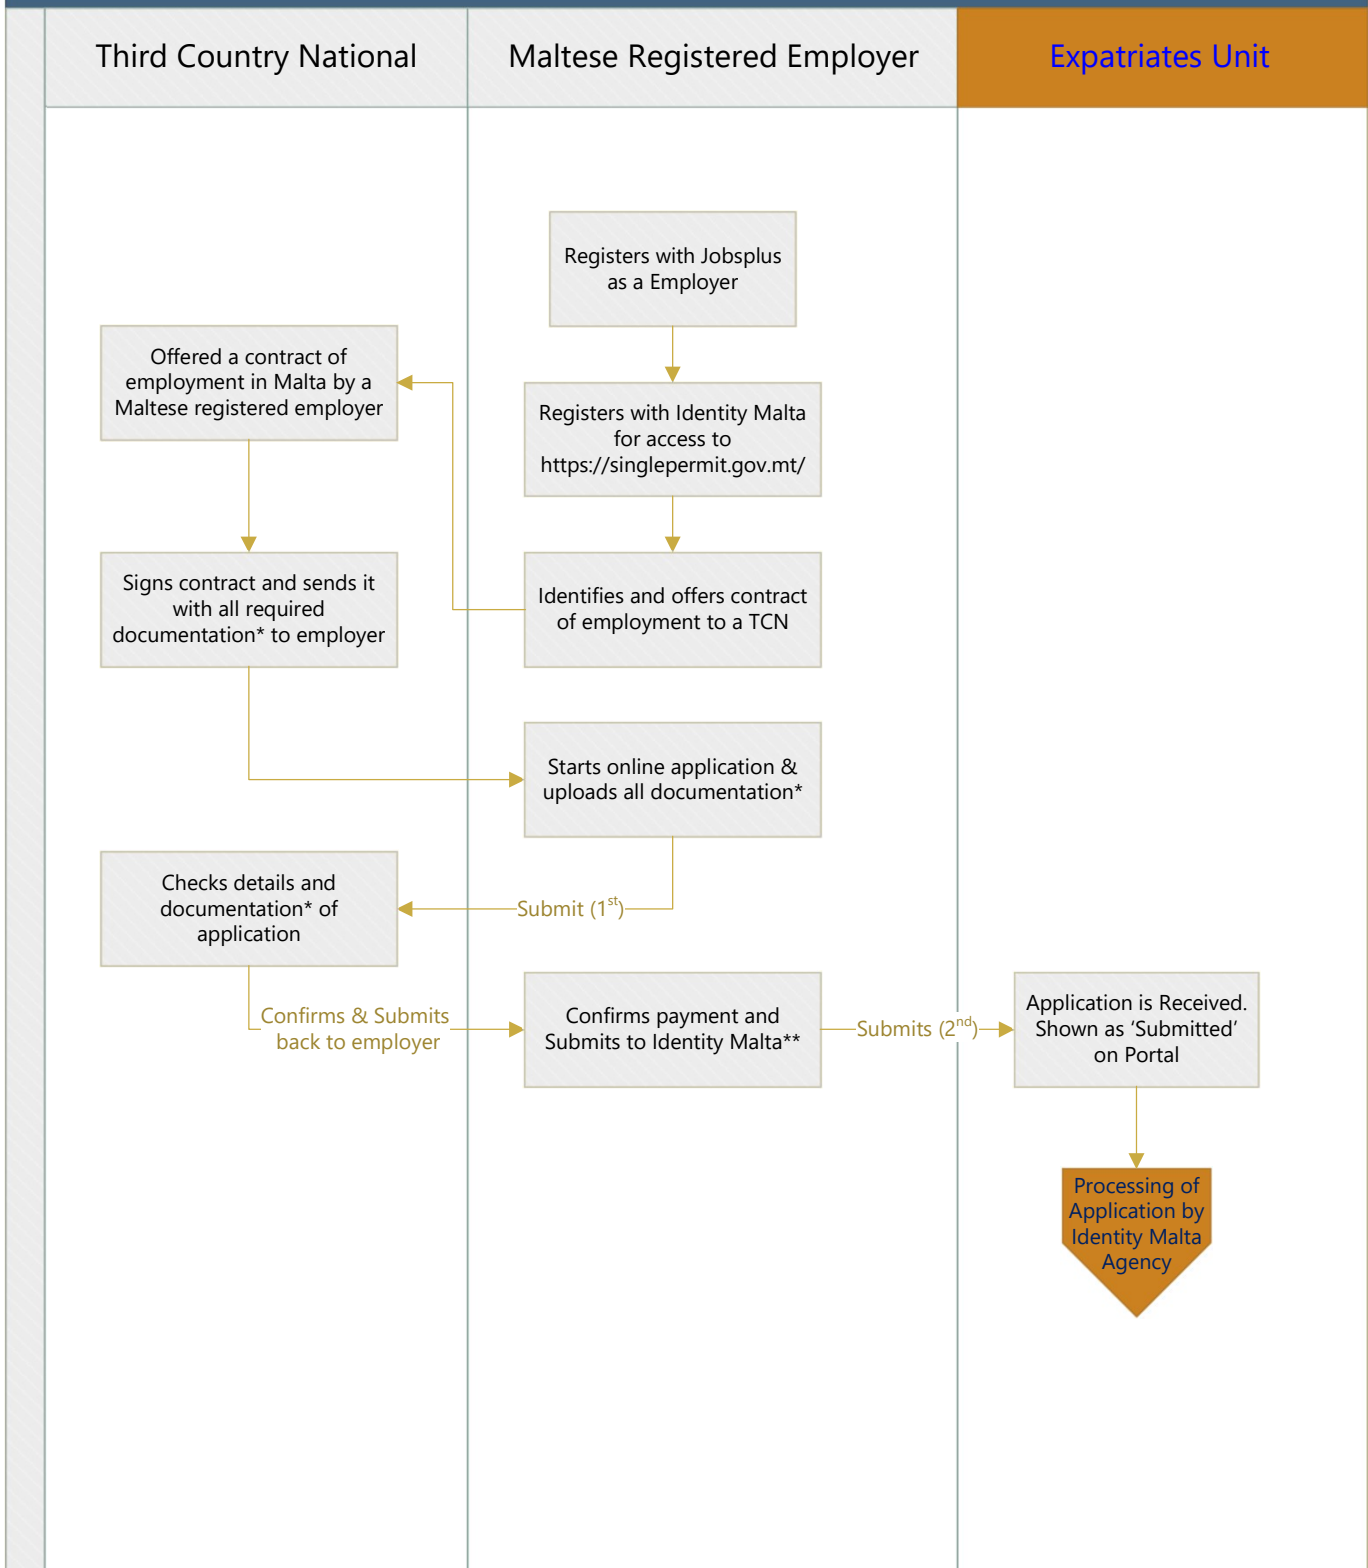 Third Country National
Maltese Registered Employer
Expatriates Unit
Registers with Jobsplus
as a Employer
Offered a contract of
employment in Malta by a
Maltese registered employer
Registers with Identity Malta
for access to
https://singlepermit.gov.mt/
Signs contract and sends it
with all required
documentation* to employer
Identifies and offers contract
of employment to a TCN
Starts online application &
uploads all documentation*
Checks details and
documentation* of
application
Submit (1st)
Confirms & Submits
back to employer
Confirms payment and
Submits to Identity Malta**
Submits (2nd)
Application is Received.
Shown as ‘Submitted’
on Portal
Processing of
Application by
Identity Malta
Agency